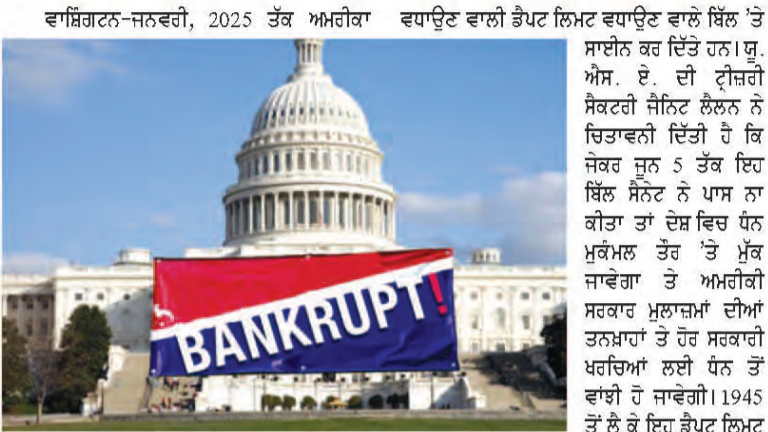 ਵਾਸ਼ਿੰਗਟਨ-ਜਨਵਰੀ, 2025 ਤੱਕ ਅਮਰੀਕਾ
ਵਧਾਉਣ ਵਾਲੀ ਡੈਪਟ ਲਿਮਟ ਵਧਾਉਣ ਵਾਲੇ ਬਿੱਲ ’ਤੇ
ਸਾਈਨ ਕਰ ਦਿੱਤੇ ਹਨ। ਯੂ.
ਐਸ. ਏ. ਦੀ ਟ੍ਰੀਜ਼ਰੀ
ਸੈਕਟਰੀ ਜੈਨਿਟ ਲੈਲਨ ਨੇ
ਚਿਤਾਵਨੀ ਦਿੱਤੀ ਹੈ ਕਿ
ਜੇਕਰ ਜੂਨ 5 ਤੱਕ ਇਹ
ਬਿੱਲ ਸੈਨੇਟ ਨੇ ਪਾਸ ਨਾ
ਕੀਤਾ ਤਾਂ ਦੇਸ਼ ਵਿਚ ਧੰਨ
ਮੁਕੰਮਲ ਤੌਰ ’ਤੇ ਮੁੱਕ
ਜਾਵੇਗਾ ਤੇ ਅਮਰੀਕੀ
ਸਰਕਾਰ ਮੁਲਾਜ਼ਮਾਂ ਦੀਆਂ
ਤਨਖ਼ਾਹਾਂ ਤੇ ਹੋਰ ਸਰਕਾਰੀ
ਖਰਚਿਆਂ ਲਈ ਧੰਨ ਤੋਂ
ਵਾਂਝੀ ਹੋ ਜਾਵੇਗੀ। 1945
ਤੋਂ ਲੈ ਕੇ ਇਹ ਡੈਪਟ ਲਿਮਟ
BANKRUPT!